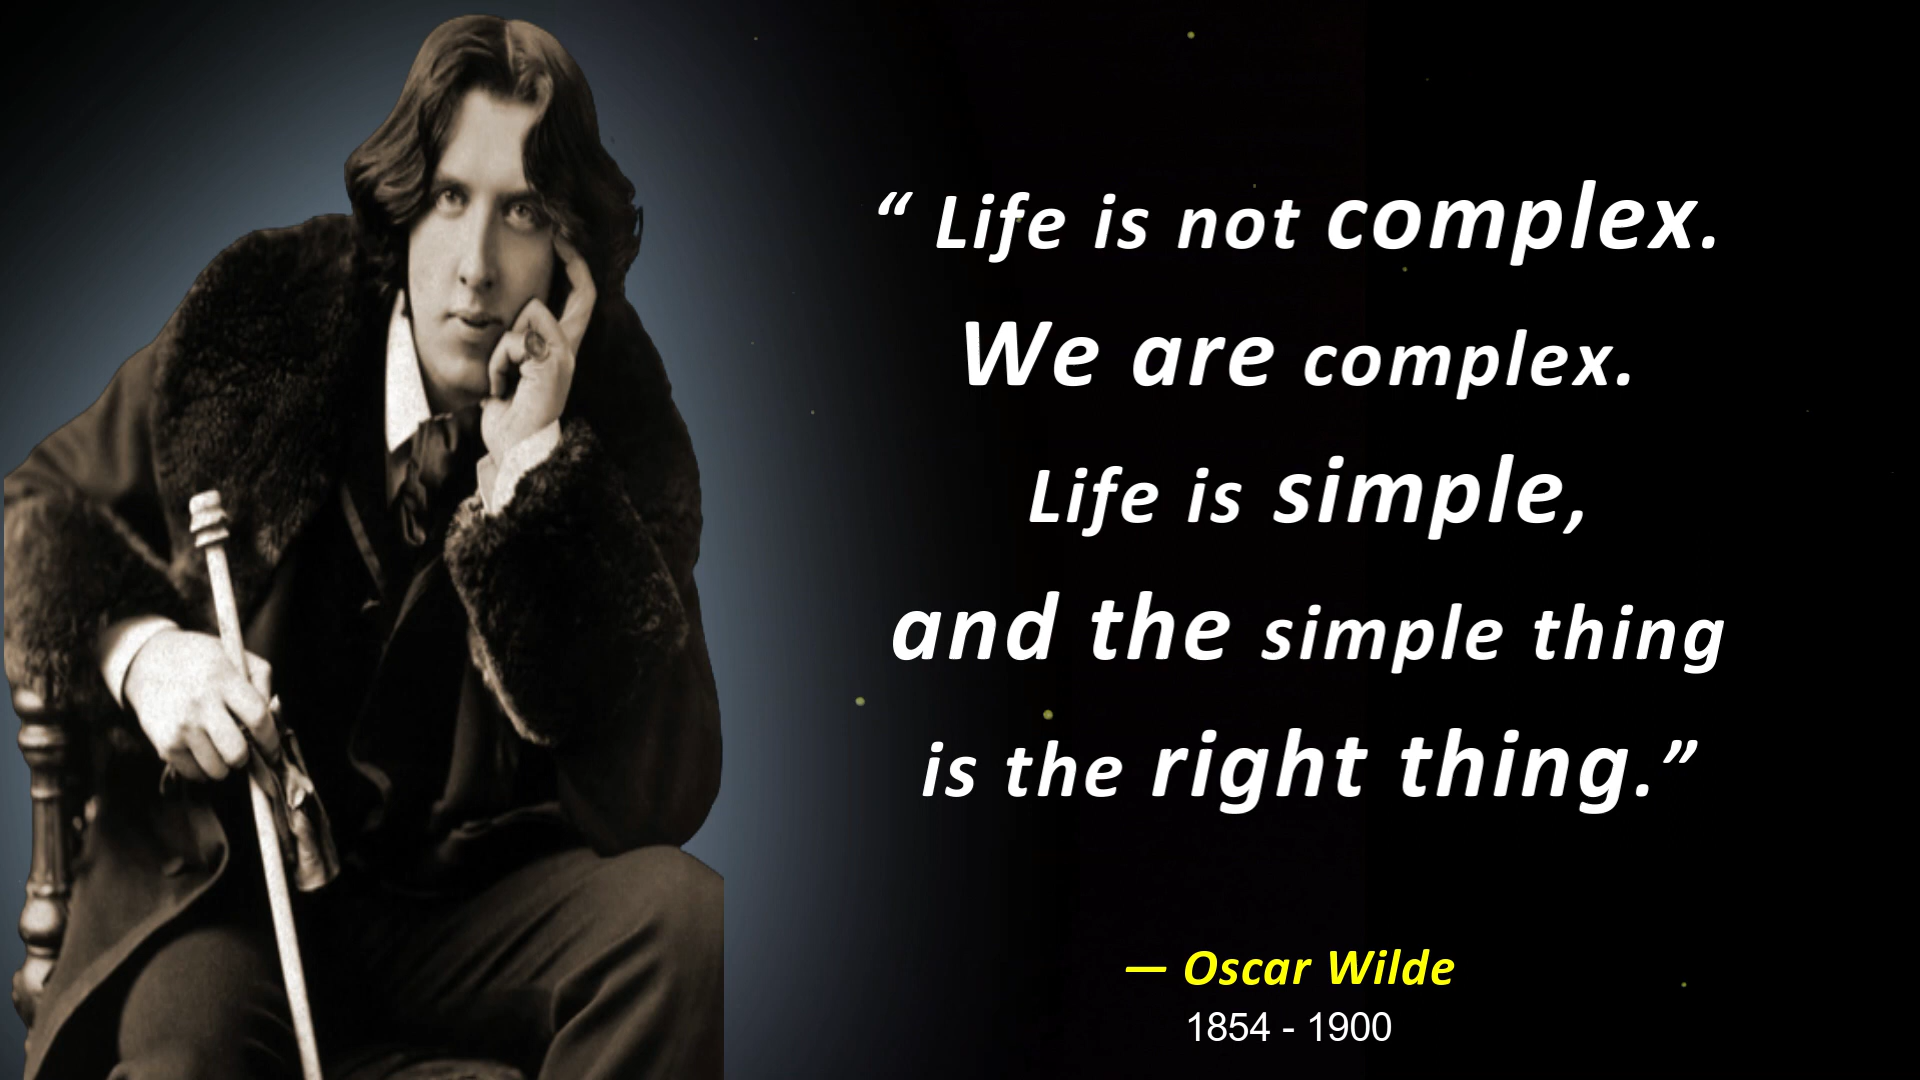 “ Life is not complex.
We are complex.
Life is simple,
and the simple thing
is the right thing.”
— Oscar Wilde
1854 - 1900